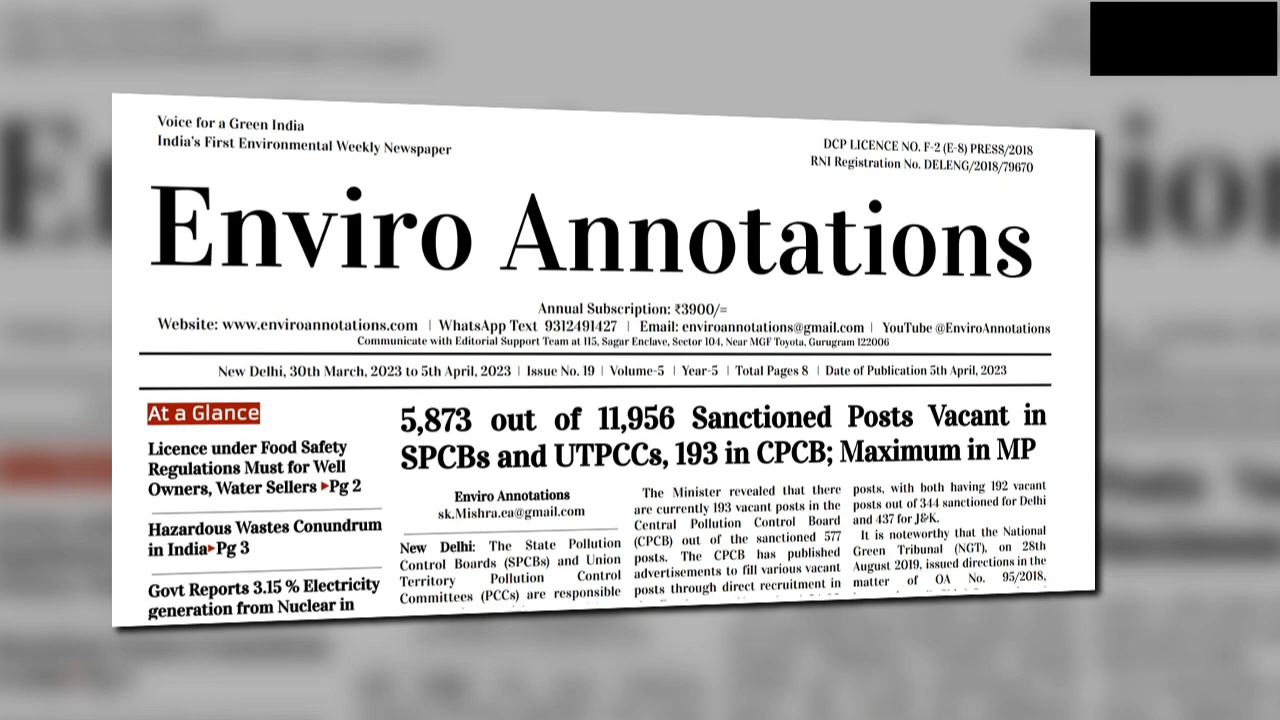 Voice for a Green India
India's First Environmental Weekly Newspaper
DCP LICENCE NO. F-2 (E-8) PRESS/2018
RNI Registration No. DELENG/2018/79670
Enviro Annotations
Annual Subscription: ₹3900/=
Website: www.enviroannotations.com | WhatsApp Text 9312491427 | Email: enviroannotations@gmail.com | YouTube @EnviroAnnotations
Communicate with Editorial Support Team at 115, Sagar Enclave, Sector 104, Near MGF Toyota, Gurugram 122006
New Delhi, 30th March, 2023 to 5th April, 2023 | Issue No. 19 | Volume-5 | Year-5 | Total Pages 8 | Date of Publication 5th April, 2023
At a Glance
Licence under Food Safety
Regulations Must for Well
Owners, Water Sellers ▶Pg 2
Hazardous Wastes Conundrum
in India▶Pg 3
Govt Reports 3.15 % Electricity
generation from Nuclear in
5,873 out of 11,956 Sanctioned Posts Vacant in
SPCBs and UTPCCs, 193 in CPCB; Maximum in MP
Enviro Annotations
sk.Mishra.ea@gmail.com
New Delhi: The State Pollution
Control Boards (SPCBs) and Union
Territory Pollution Control
Committees (PCCs) are responsible
The Minister revealed that there
are currently 193 vacant posts in the
Central Pollution Control Board
(CPCB) out of the sanctioned 577
posts. The CPCB has published
advertisements to fill various vacant
posts through direct recruitment in
posts, with both having 192 vacant
posts out of 344 sanctioned for Delhi
and 437 for J&K.
It is noteworthy that the National
Green Tribunal (NGT), on 28th
August 2019, issued directions in the
matter of OA No. 95/2018,